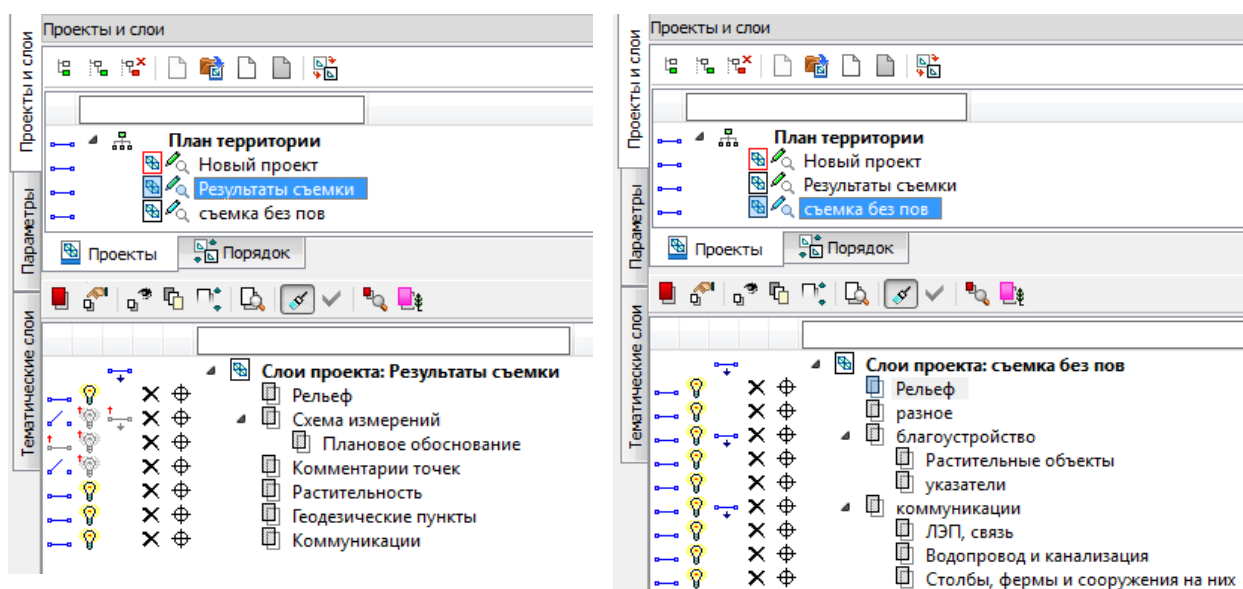 Проекты и слои
Проекты и слои
Параметры
Тематические слои
План территории
Новый проект
Результаты съемки
съемка без пов
Проекты
Порядок
Слои проекта: Результаты съемки
Рельеф
Схема измерений
Плановое обоснование
Комментарии точек
Растительность
Геодезические пункты
Коммуникации
Проекты и слои
Проекты и слои
Параметры
Тематические слои
План территории
Новый проект
Результаты съемки
съемка без пов
Проекты
Порядок
Слои проекта: съемка без пов
Рельеф
разное
благоустройство
Растительные объекты
указатели
коммуникации
ЛЭП, связь
Водопровод и канализация
Столбы, фермы и сооружения на них